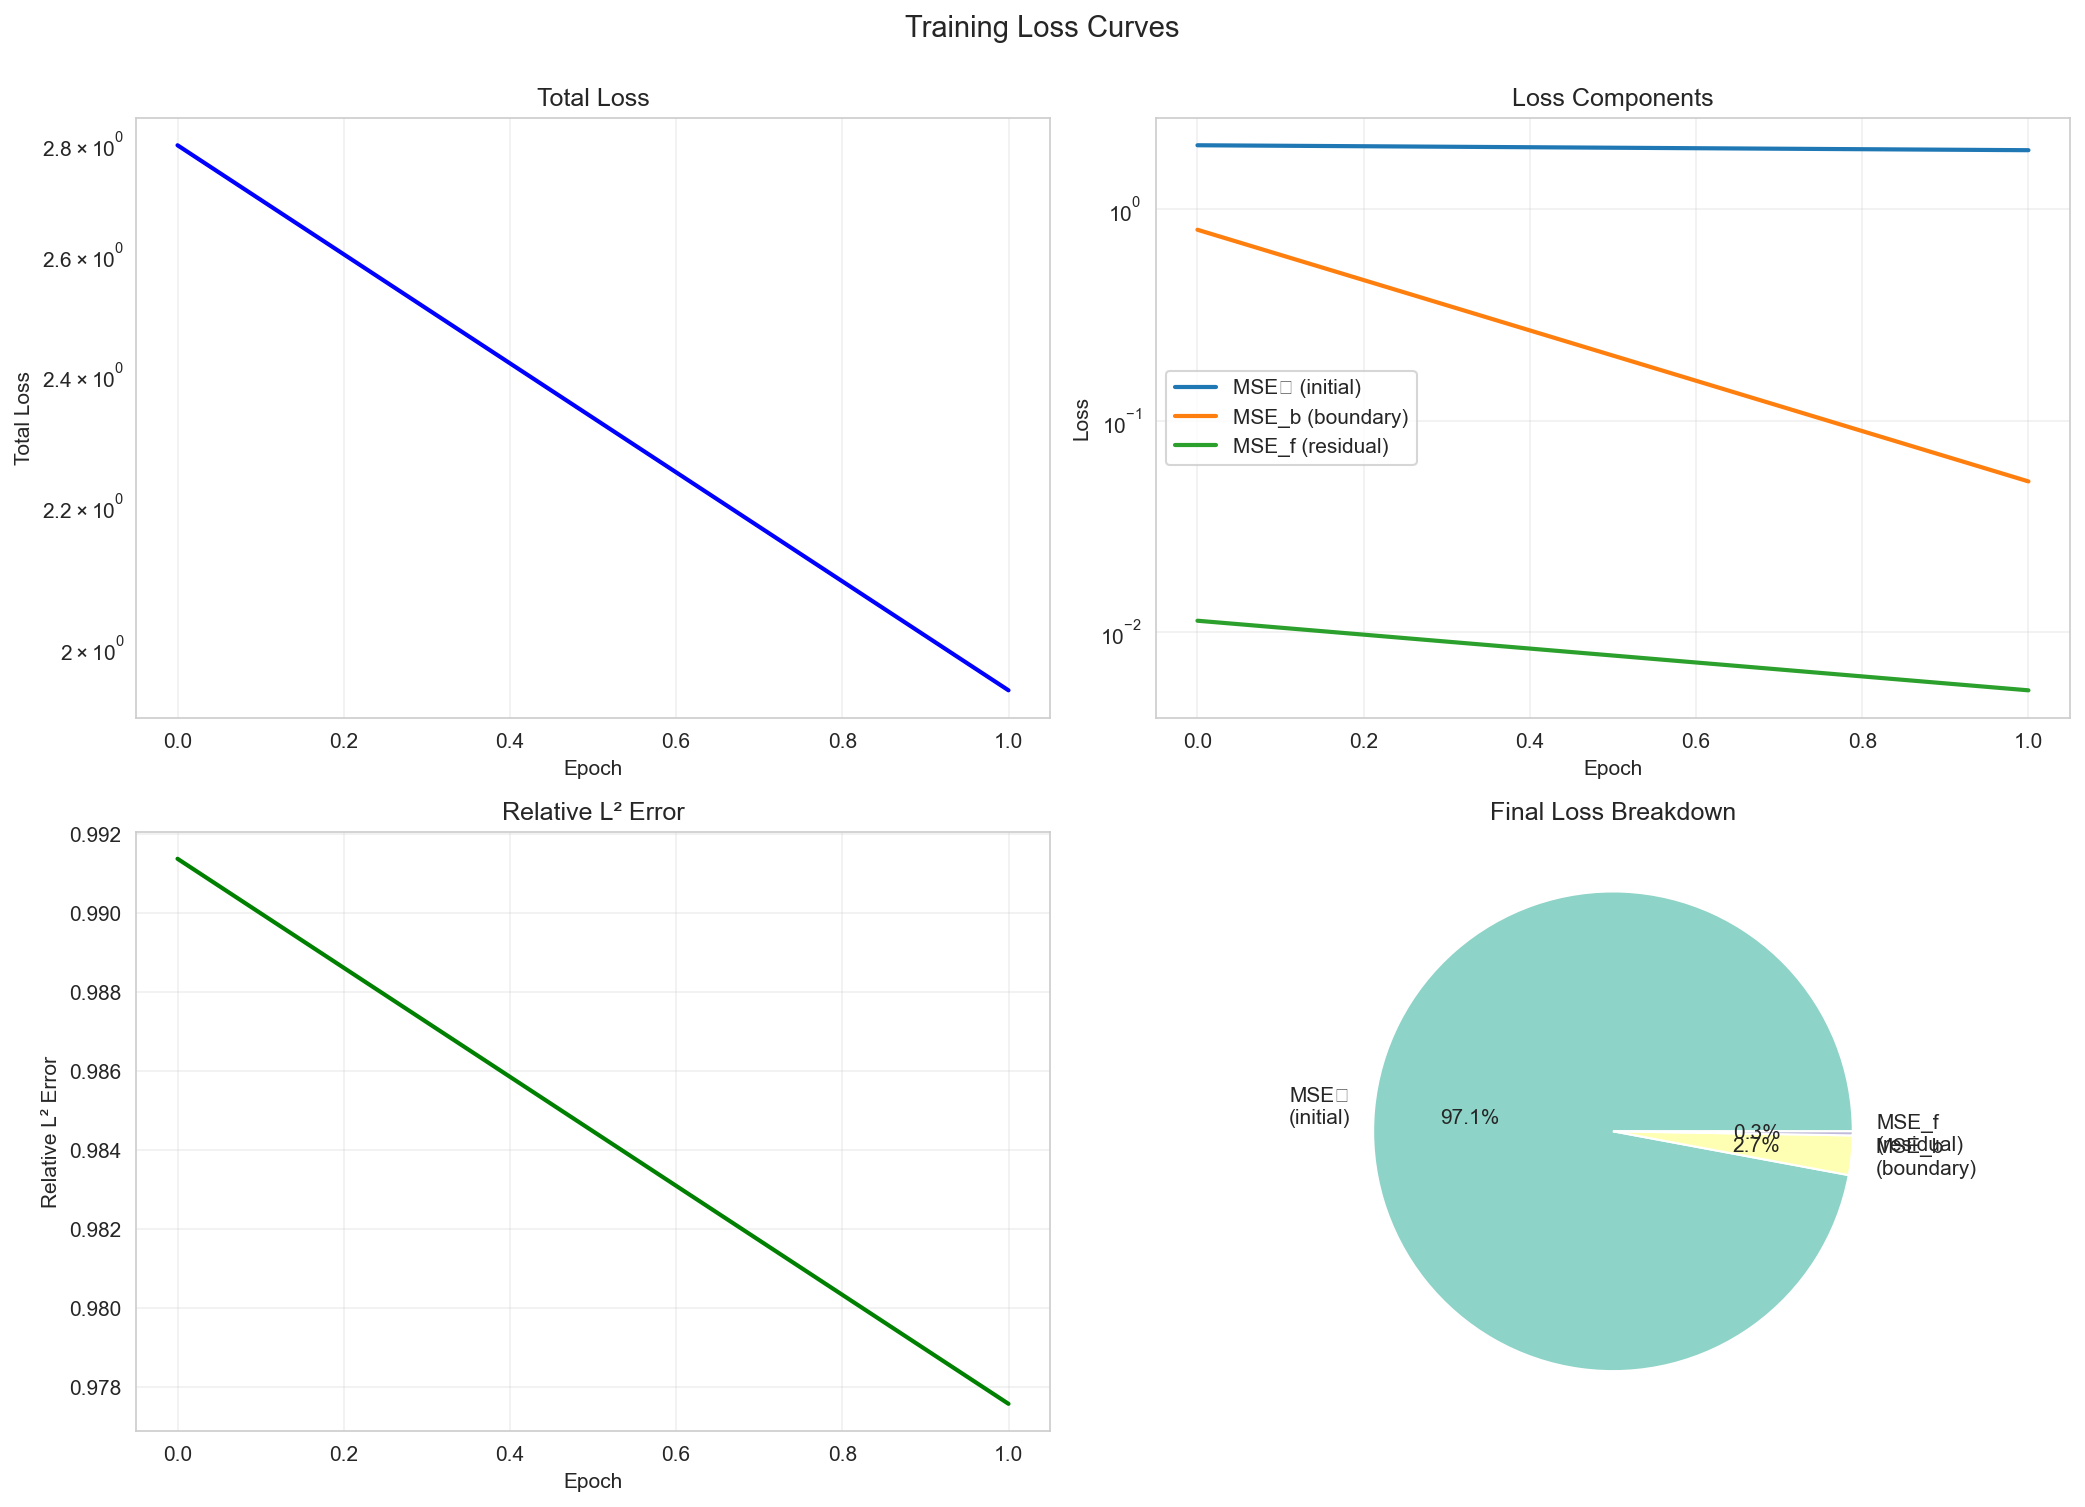 Training Loss Curves
Total Loss
2.8 × 10⁰
2.6 × 10⁰
2.4 × 10⁰
2.2 × 10⁰
2 × 10⁰
Total Loss
0.0 0.2 0.4 0.6 0.8 1.0
Epoch
Loss Components
10⁰
10⁻¹
10⁻²
Loss
MSE□ (initial)
MSE_b (boundary)
MSE_f (residual)
0.0 0.2 0.4 0.6 0.8 1.0
Epoch
Relative L² Error
0.992
0.990
0.988
0.986
0.984
0.982
0.980
0.978
Relative L² Error
0.0 0.2 0.4 0.6 0.8 1.0
Epoch
Final Loss Breakdown
MSE□
(initial)
97.1%
0.3%
2.7%
MSE_f
(residual)
MSE_b
(boundary)